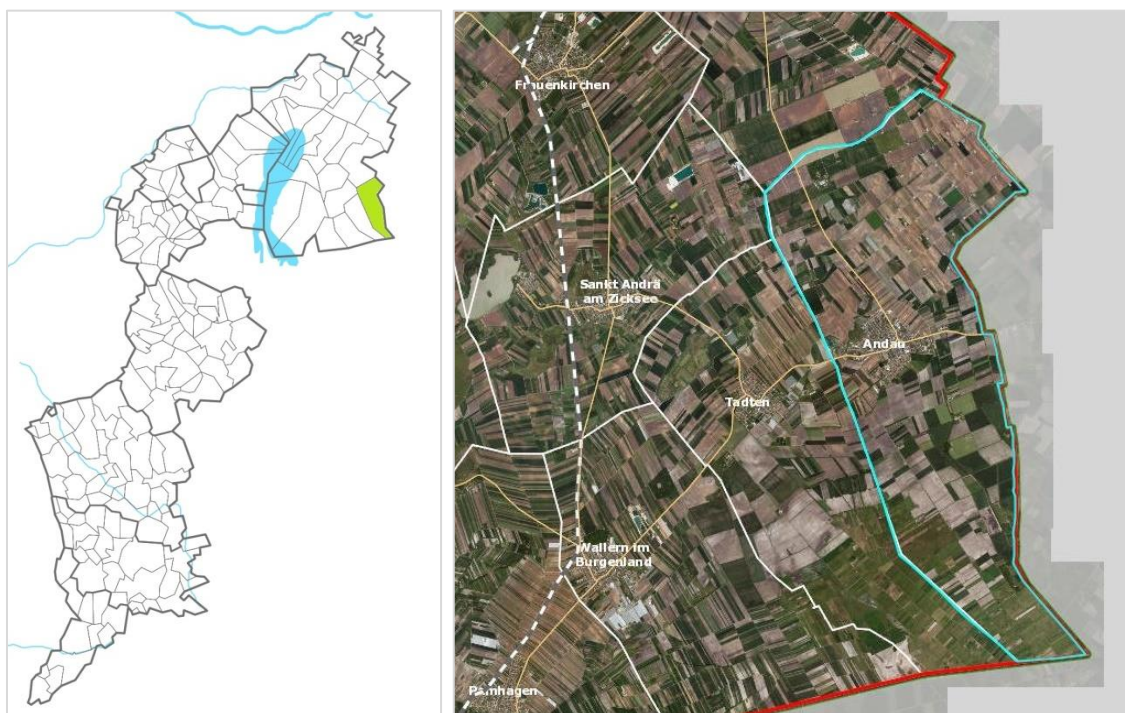 Frauenkirchen
Sankt Andrä
am Zicksee
Andau
Tadten
Wallern im
Burgenland
Pamhagen